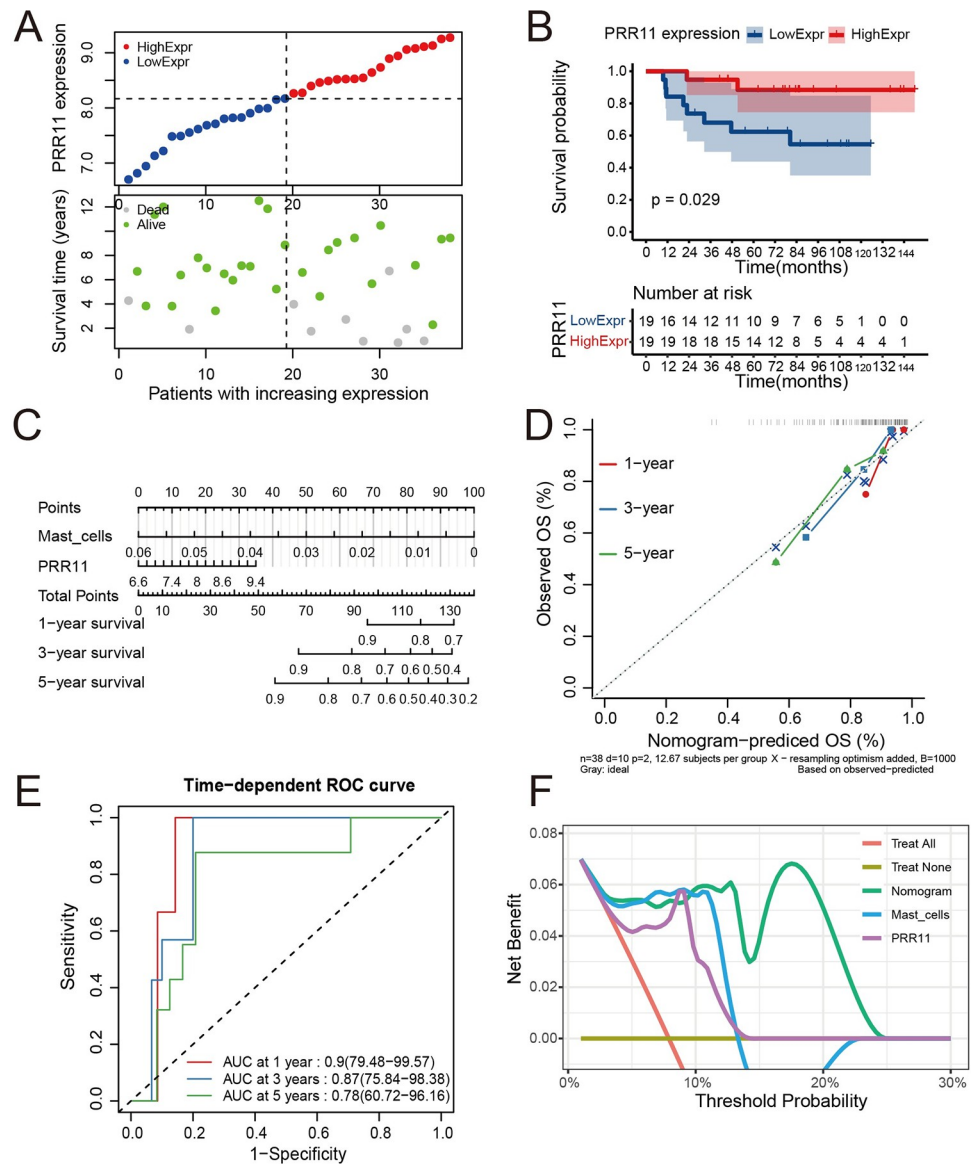 A
HighExpr
LowExpr
PRR11 expression
9.0
8.0
7.0
0 10 20 30
Dead
Alive
Survival time (years)
12
8
6
4
2
0 10 20 30
Patients with increasing expression
B
PRR11 expression LowExpr HighExpr
Survival probability
1.0
0.8
0.6
0.4
0.2
0.0
p = 0.029
0 12 24 36 48 60 72 84 96 108 120 132 144
Time(months)
Number at risk
PRR11
LowExpr 19 16 14 12 11 10 9 7 6 5 1 0 0
HighExpr 19 19 18 18 15 14 12 8 5 4 4 4 1
0 12 24 36 48 60 72 84 96 108 120 132 144
Time(months)
C
0 10 20 30 40 50 60 70 80 90 100
Points
Mast_cells
0.06 0.05 0.04 0.03 0.02 0.01 0
PRR11
6.6 7.4 8 8.6 9.4
Total Points
0 10 30 50 70 90 110 130
1−year survival
0.9 0.8 0.7
3−year survival
0.9 0.8 0.7 0.6 0.5 0.4
5−year survival
0.9 0.8 0.7 0.6 0.5 0.4 0.3 0.2
D
Observed OS (%)
1.0
0.8
0.6
0.4
0.2
0.0
1−year
3−year
5−year
0.0 0.2 0.4 0.6 0.8 1.0
Nomogram−prediced OS (%)
n=38 d=10 p=2, 12.67 subjects per group X − resampling optimism added, B=1000
Gray: ideal Based on observed−predicted
E
Time−dependent ROC curve
Sensitivity
1.0
0.8
0.6
0.4
0.2
0.0
AUC at 1 year : 0.9(79.48−99.57)
AUC at 3 years : 0.87(75.84−98.38)
AUC at 5 years : 0.78(60.72−96.16)
0.0 0.2 0.4 0.6 0.8 1.0
1−Specificity
F
Net Benefit
0.08
0.06
0.04
0.02
0.00
Treat All
Treat None
Nomogram
Mast_cells
PRR11
0% 10% 20% 30%
Threshold Probability